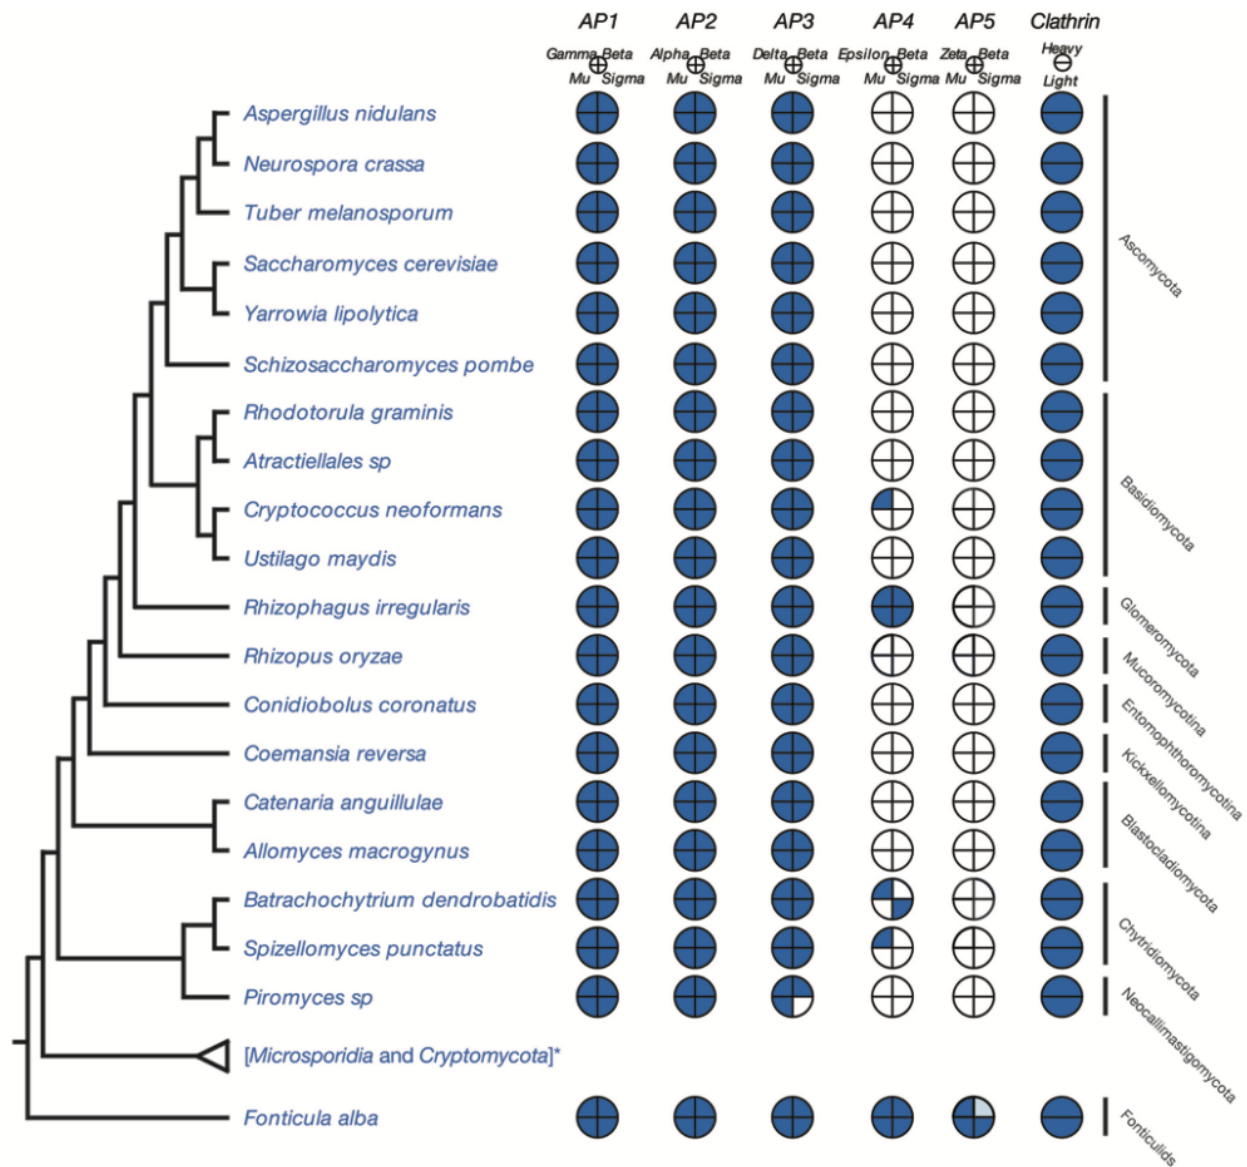 AP1 AP2 AP3 AP4 AP5 Clathrin
Gamma Beta Alpha Beta Delta Beta Epsilon Beta Zeta Beta Heavy
Mu Sigma Mu Sigma Mu Sigma Mu Sigma Mu Sigma Light
Aspergillus nidulans
Neurospora crassa
Tuber melanosporum
Saccharomyces cerevisiae
Yarrowia lipolytica
Schizosaccharomyces pombe
Ascomycota
Rhodotorula graminis
Atractiellales sp
Cryptococcus neoformans
Ustilago maydis
Basidiomycota
Rhizophagus irregularis
Glomeromycota
Rhizopus oryzae
Mucoromycotina
Conidiobolus coronatus
Entomophthoromycotina
Coemansia reversa
Kickxellomycotina
Catenaria anguillulae
Allomyces macrogynus
Blastocladiomycota
Batrachochytrium dendrobatidis
Spizellomyces punctatus
Chytridiomycota
Piromyces sp
Neocallimastigomycota
[Microsporidia and Cryptomycota]*
Fonticula alba
Fonticulids